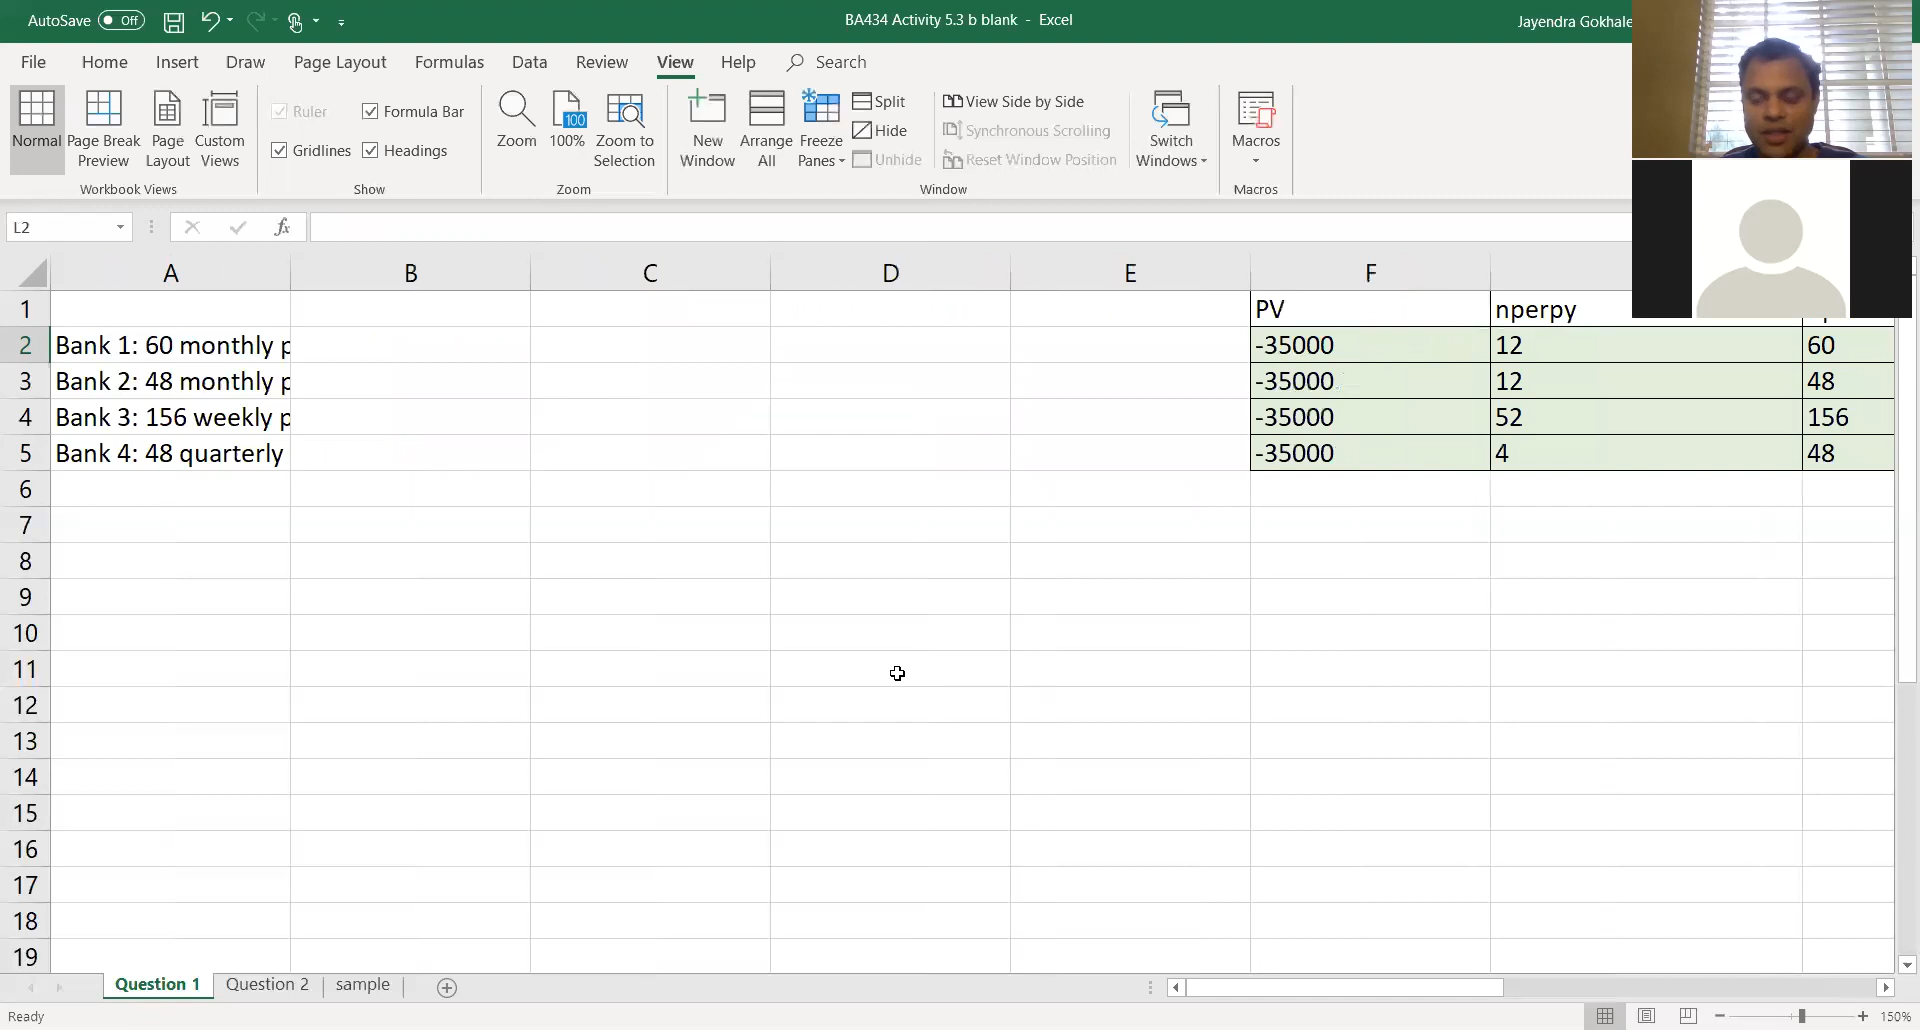 AutoSave Off BA434 Activity 5.3 b blank - Excel Jayendra Gokhale
File Home Insert Draw Page Layout Formulas Data Review View Help Search
Normal Page Break Preview Page Layout Custom Views
Workbook Views
Ruler Formula Bar
Gridlines Headings
Show
Zoom 100% Zoom to Selection
100
Zoom
New Window Arrange All Freeze Panes
Split
Hide
Unhide
View Side by Side
Synchronous Scrolling
Reset Window Position
Switch Windows
Window
Macros
Macros
L2 fx
A B C D E F
1 PV nperpy
2 Bank 1: 60 monthly p -35000 12 60
3 Bank 2: 48 monthly p -35000 12 48
4 Bank 3: 156 weekly p -35000 52 156
5 Bank 4: 48 quarterly -35000 4 48
6
7
8
9
10
11
12
13
14
15
16
17
18
19
Question 1 Question 2 sample
Ready 150%